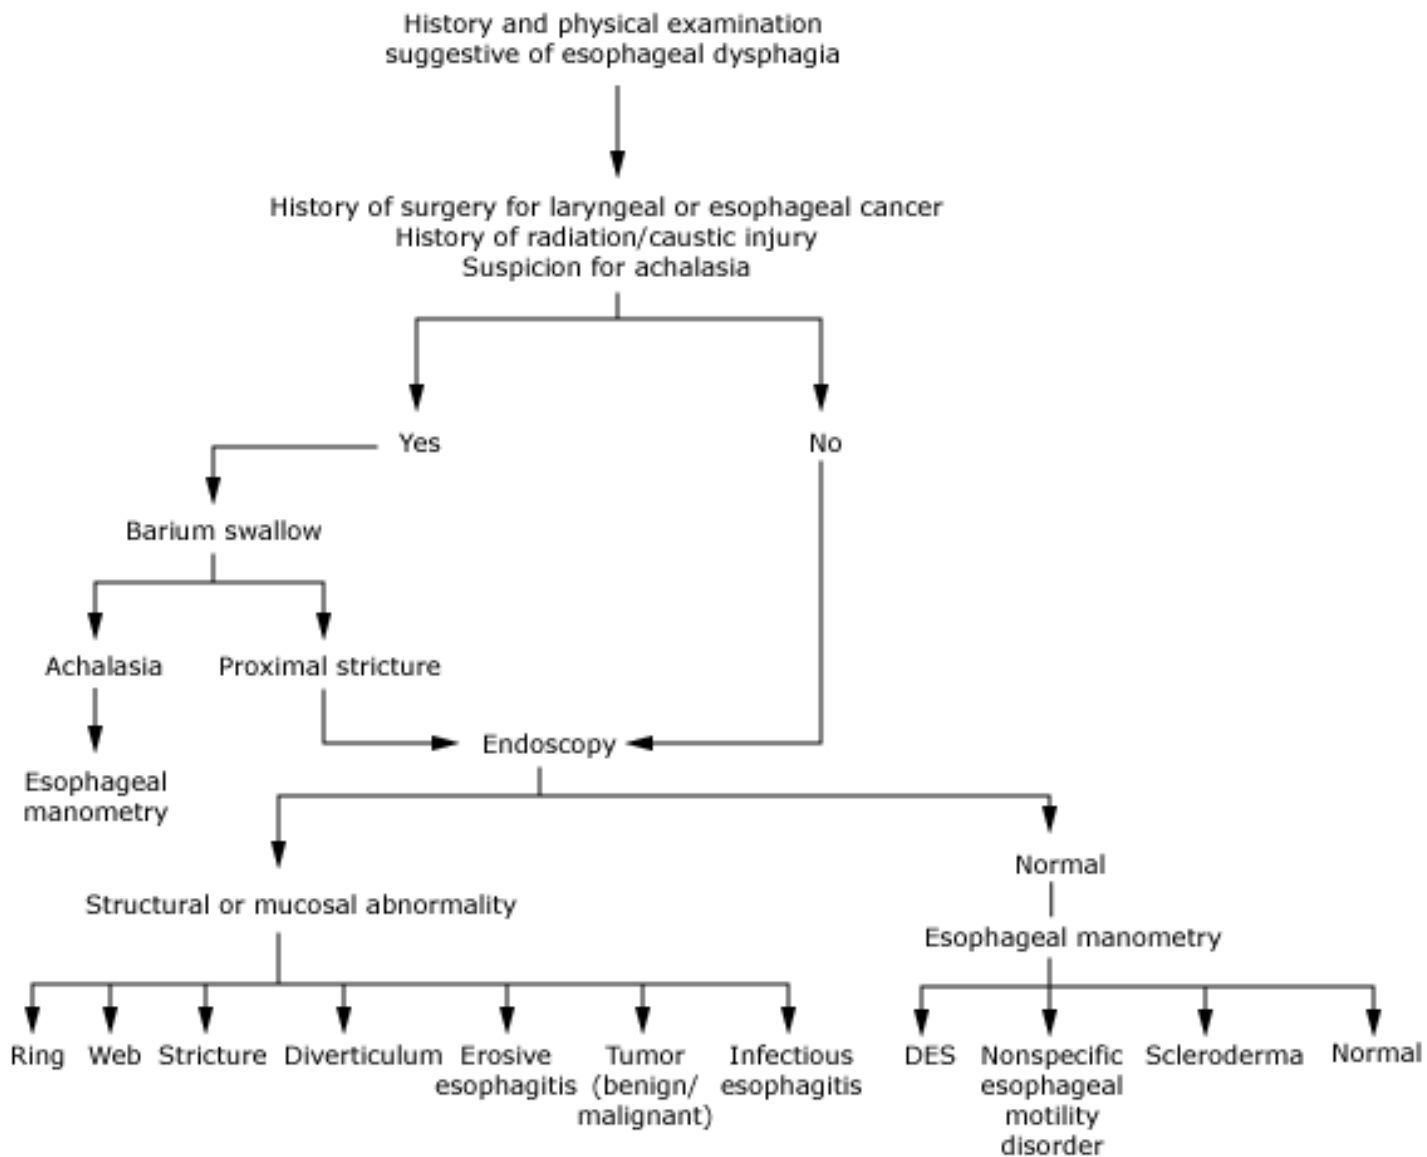 History and physical examination
suggestive of esophageal dysphagia
History of surgery for laryngeal or esophageal cancer
History of radiation/caustic injury
Suspicion for achalasia
Yes
No
Barium swallow
Achalasia
Proximal stricture
Endoscopy
Esophageal
manometry
Structural or mucosal abnormality
Normal
Esophageal manometry
Ring
Web
Stricture
Diverticulum
Erosive
esophagitis
Tumor
(benign/
malignant)
Infectious
esophagitis
DES
Nonspecific
esophageal
motility
disorder
Scleroderma
Normal